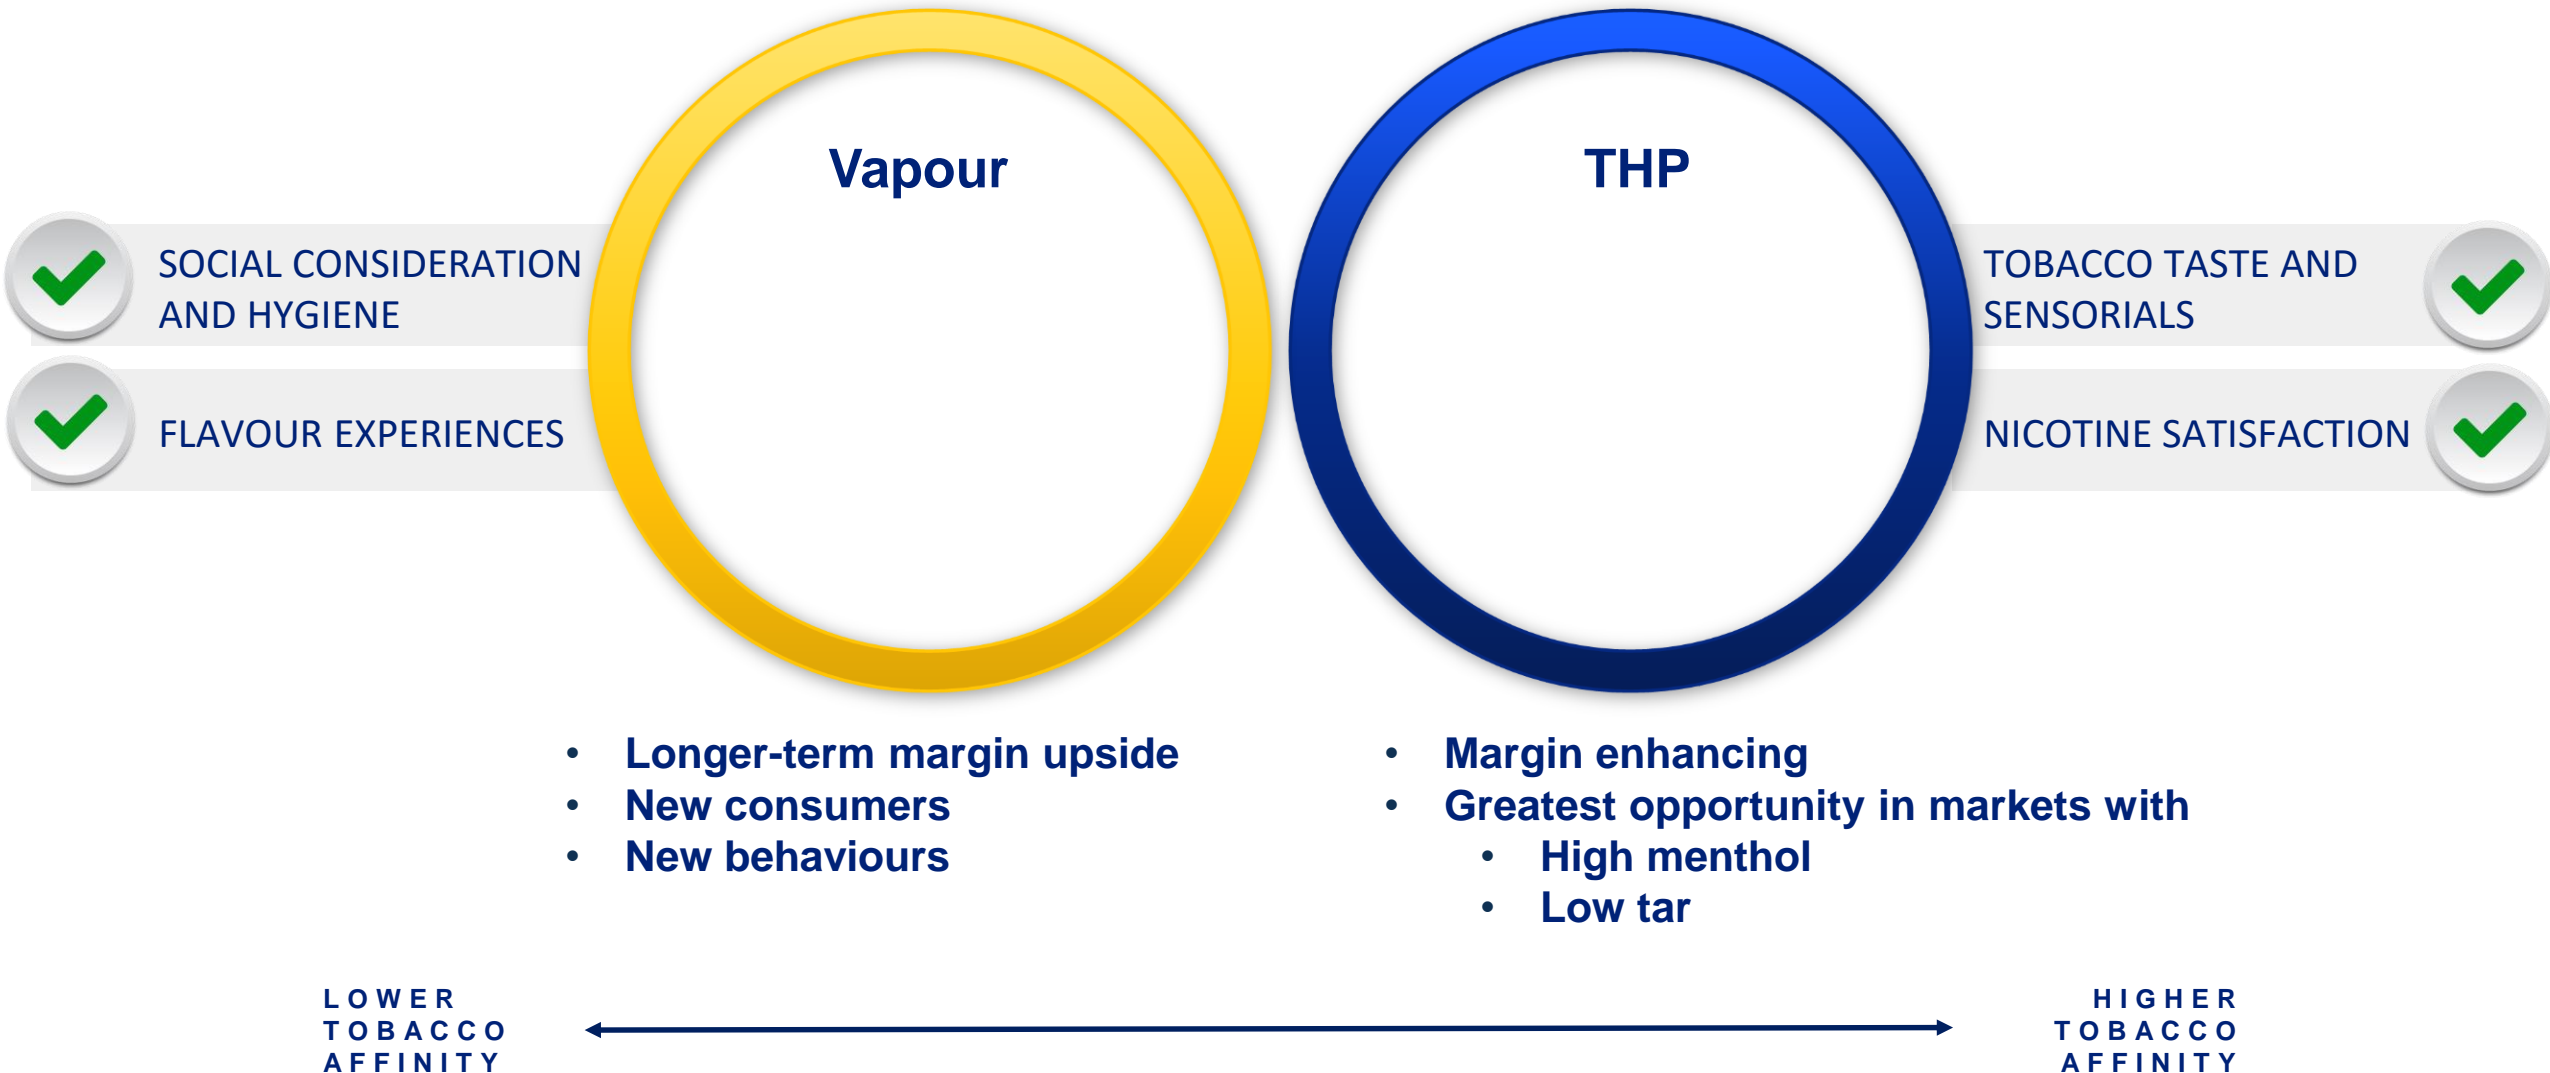 Vapour
SOCIAL CONSIDERATION
AND HYGIENE
FLAVOUR EXPERIENCES
• Longer-term margin upside
• New consumers
• New behaviours
THP
TOBACCO TASTE AND
SENSORIALS
NICOTINE SATISFACTION
• Margin enhancing
• Greatest opportunity in markets with
• High menthol
• Low tar
LOWER
TOBACCO
AFFINITY
HIGHER
TOBACCO
AFFINITY